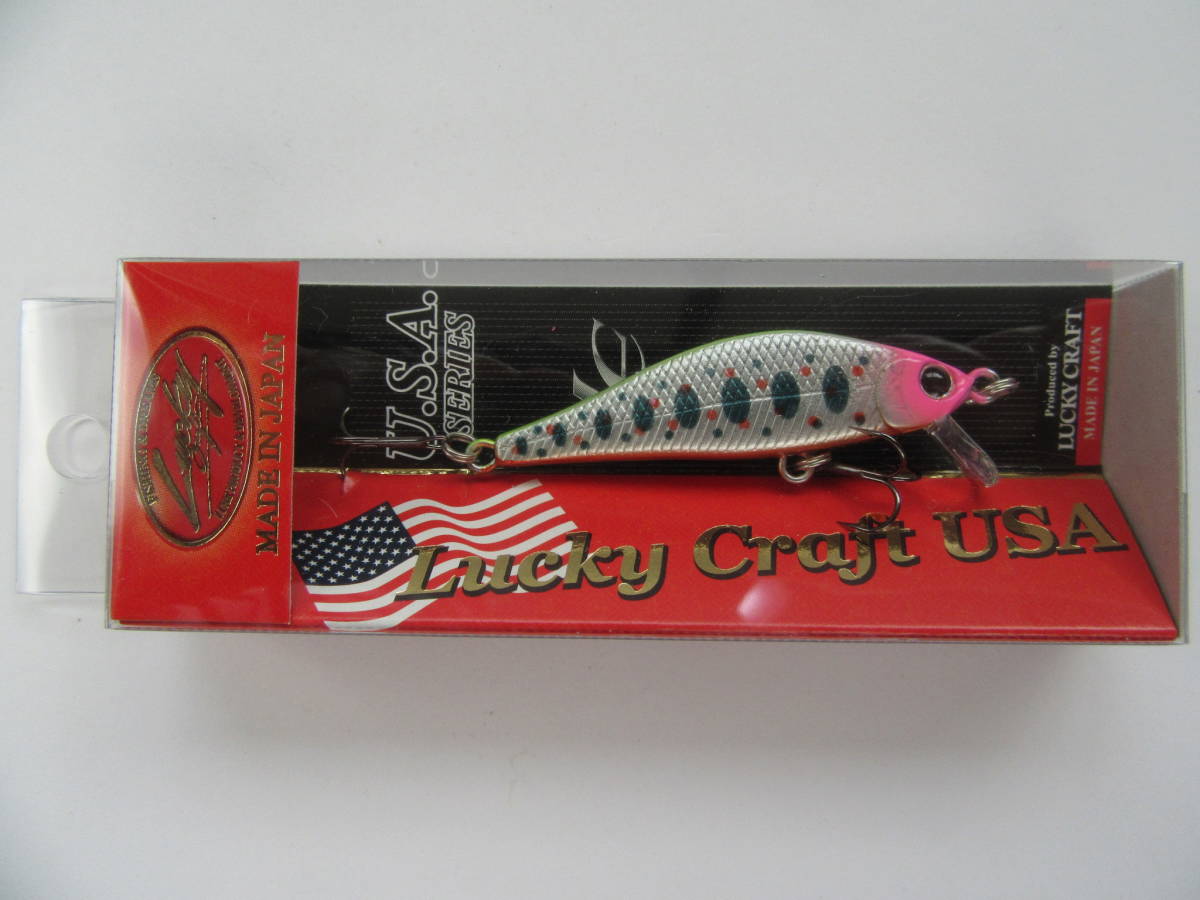 MADE IN JAPAN
U.S.A.
SERIES
Produced by
LUCKY CRAFT
MADE IN JAPAN
Lucky Craft USA